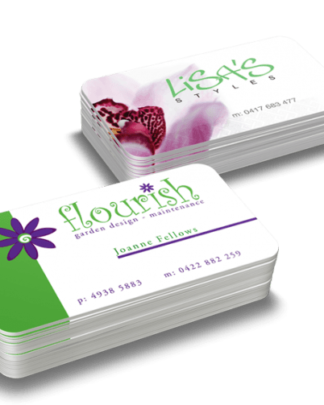 LiSA'S
STYLES
m: 0417 683 477
flourish
garden design - maintenance
Joanne Fellows
p: 4938 5883
m: 0422 882 259